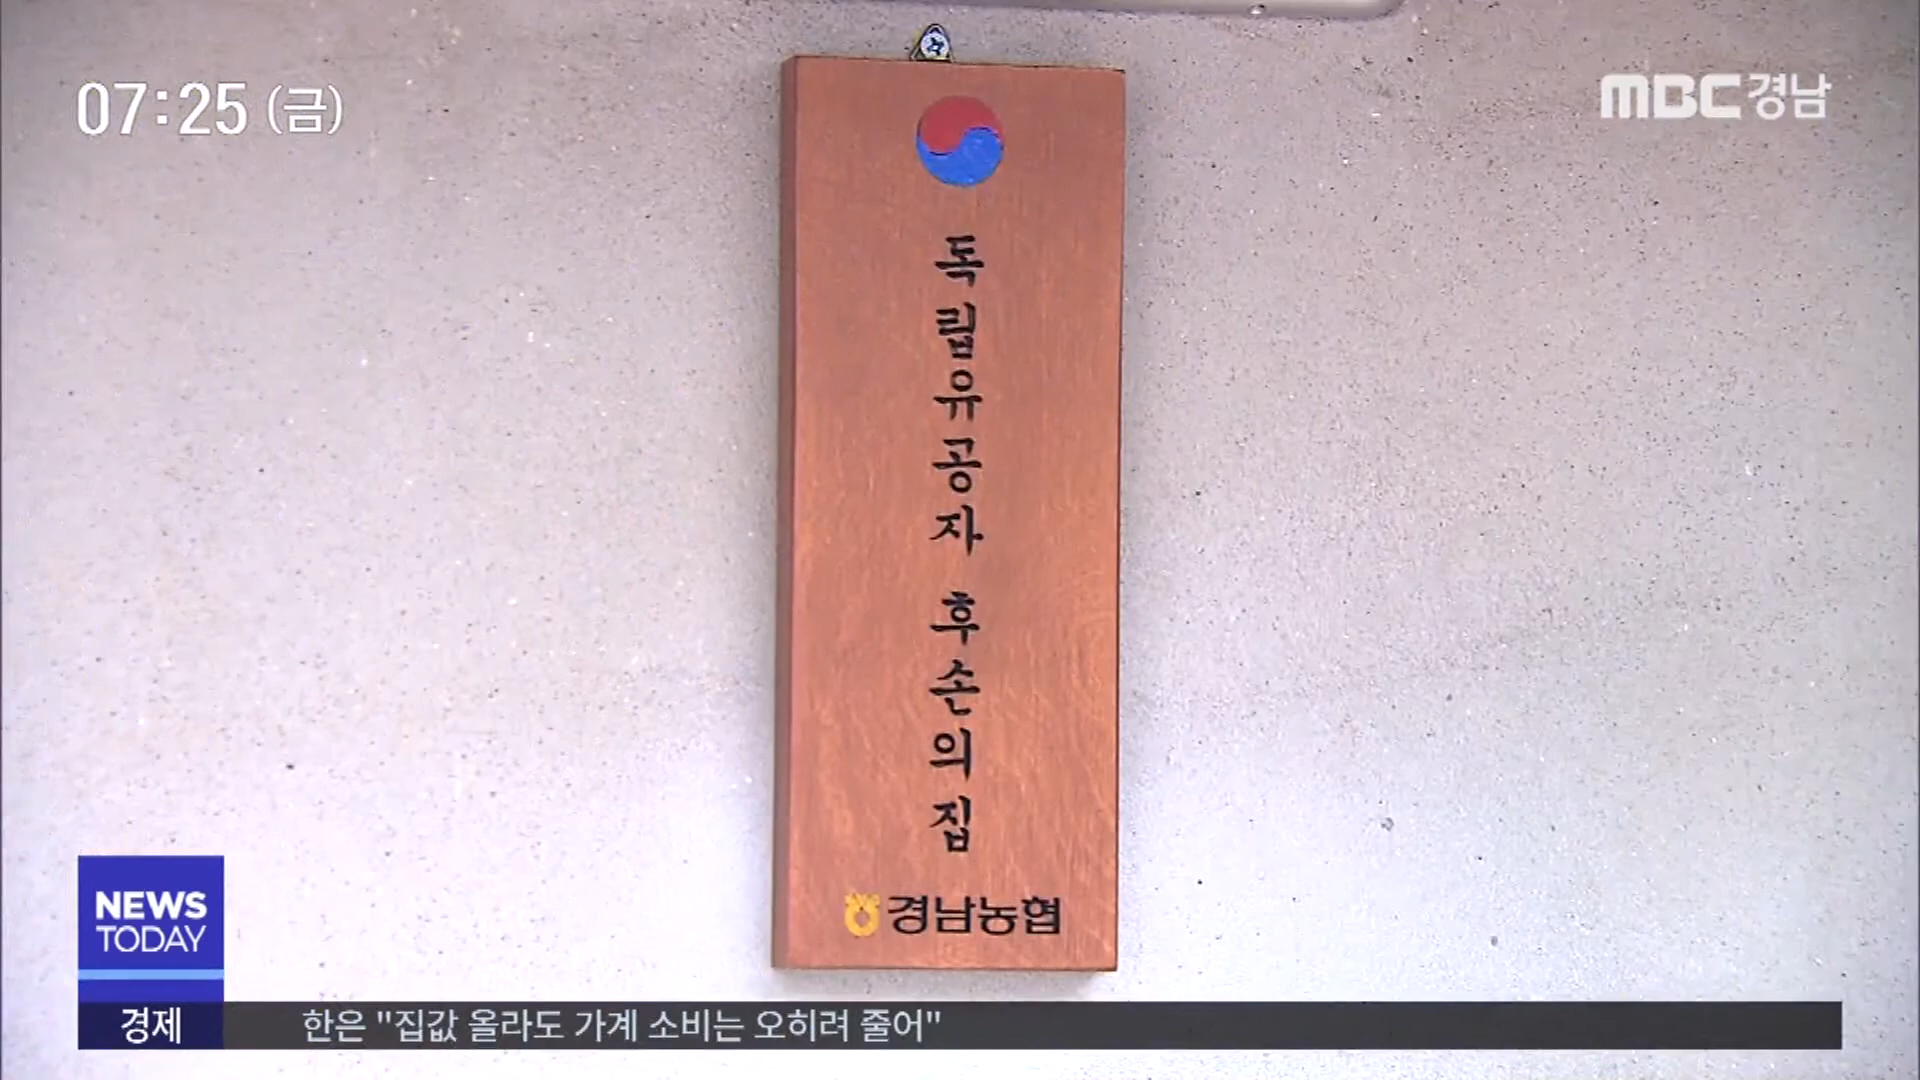 07:25 (금)
MBC경남
독립유공자 후손의 집
경남농협
NEWS
TODAY
경제
한은 "집값 올라도 가계 소비는 오히려 줄어"